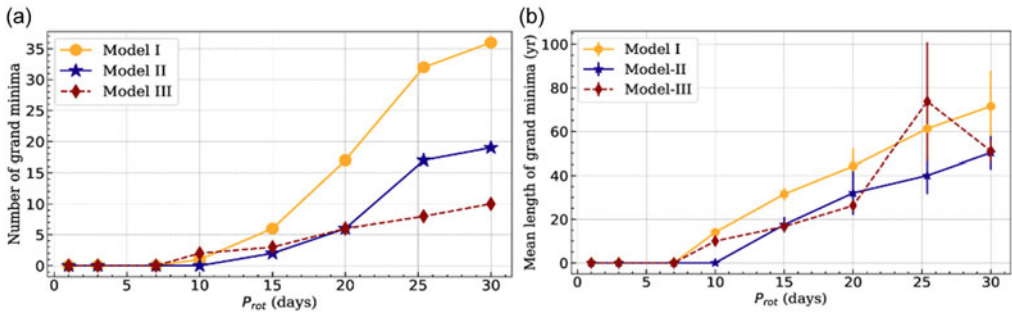 (a)
Number of grand minima
35
30
25
20
15
10
5
0
Model I
Model II
Model III
0 5 10 15 20 25 30
P_rot (days)
(b)
Mean length of grand minima (yr)
100
80
60
40
20
0
Model I
Model-II
Model-III
0 5 10 15 20 25 30
P_rot (days)